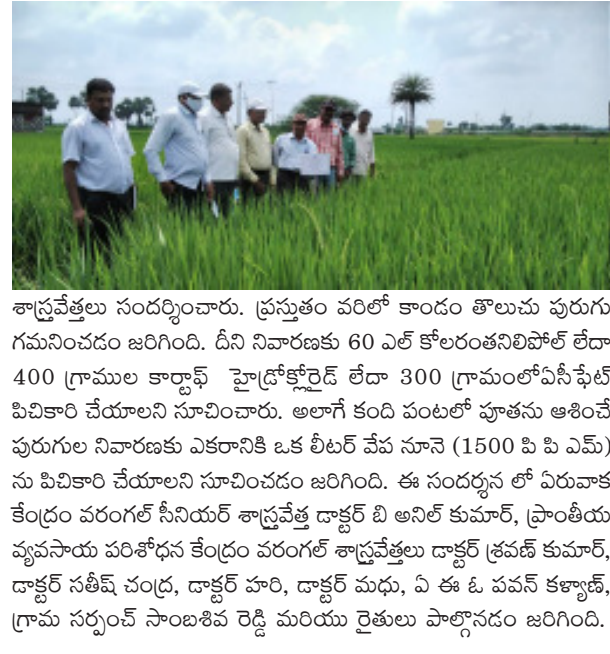 శాస్త్రవేత్తలు సందర్శించారు. ప్రస్తుతం వరిలో కాండం తొలుచు పురుగు
గమనించడం జరిగింది. దీని నివారణకు 60 ఎల్ కోలరంతనిలిపోల్ లేదా
400 గ్రాముల కార్టాఫ్ హైడ్రోక్లోరైడ్ లేదా 300 గ్రామంలోఏసీఫేట్
పిచికారి చేయాలని సూచించారు. అలాగే కంది పంటలో పూతను ఆశించే
పురుగుల నివారణకు ఎకరానికి ఒక లీటర్ వేప నూనె (1500 పి పి ఎమ్)
ను పిచికారి చేయాలని సూచించడం జరిగింది. ఈ సందర్శన లో ఏరువాక
కేంద్రం వరంగల్ సీనియర్ శాస్త్రవేత్త డాక్టర్ బి అనిల్ కుమార్, ప్రాంతీయ
వ్యవసాయ పరిశోధన కేంద్రం వరంగల్ శాస్త్రవేత్తలు డాక్టర్ శ్రవణ్ కుమార్,
డాక్టర్ సతీష్ చంద్ర, డాక్టర్ హరి, డాక్టర్ మధు, ఏ ఈ ఓ పవన్ కళ్యాణ్,
గ్రామ సర్పంచ్ సాంబశివ రెడ్డి మరియు రైతులు పాల్గొనడం జరిగింది.